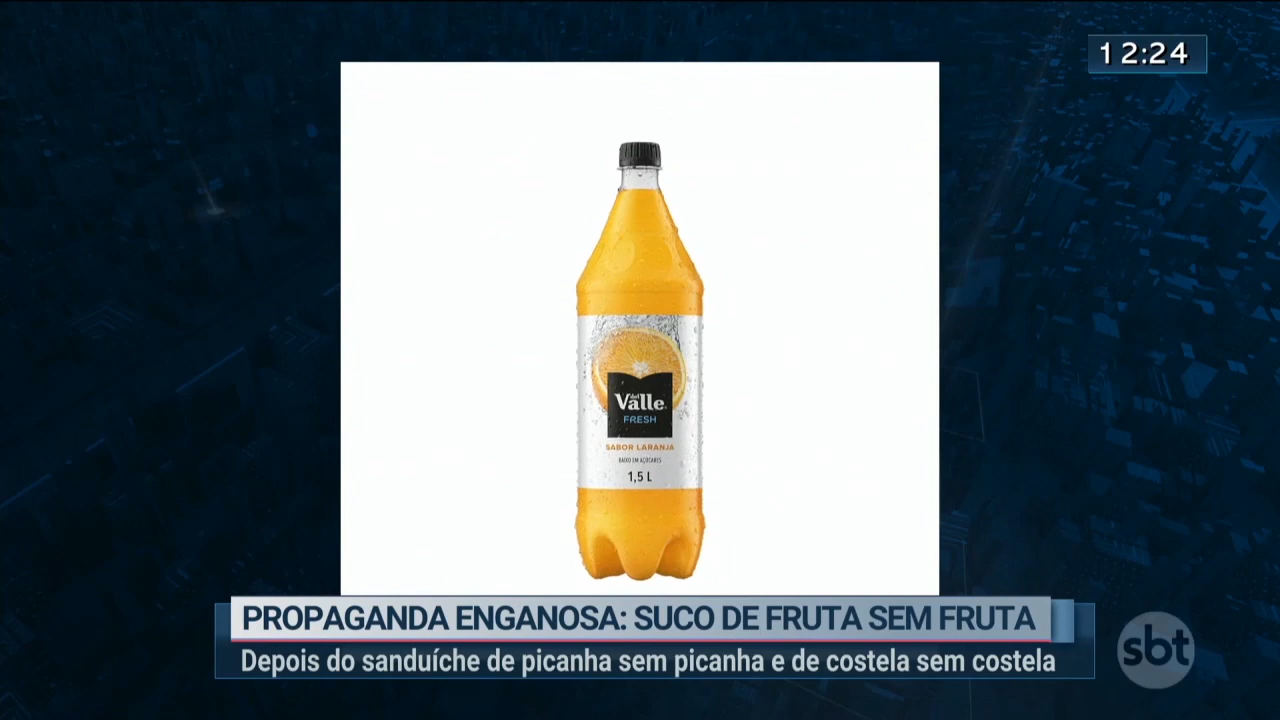 12:24
del
Valle
FRESH
SABOR LARANJA
BAIXO EM AÇÚCARES
1,5 L
PROPAGANDA ENGANOSA: SUCO DE FRUTA SEM FRUTA
Depois do sanduíche de picanha sem picanha e de costela sem costela
sbt